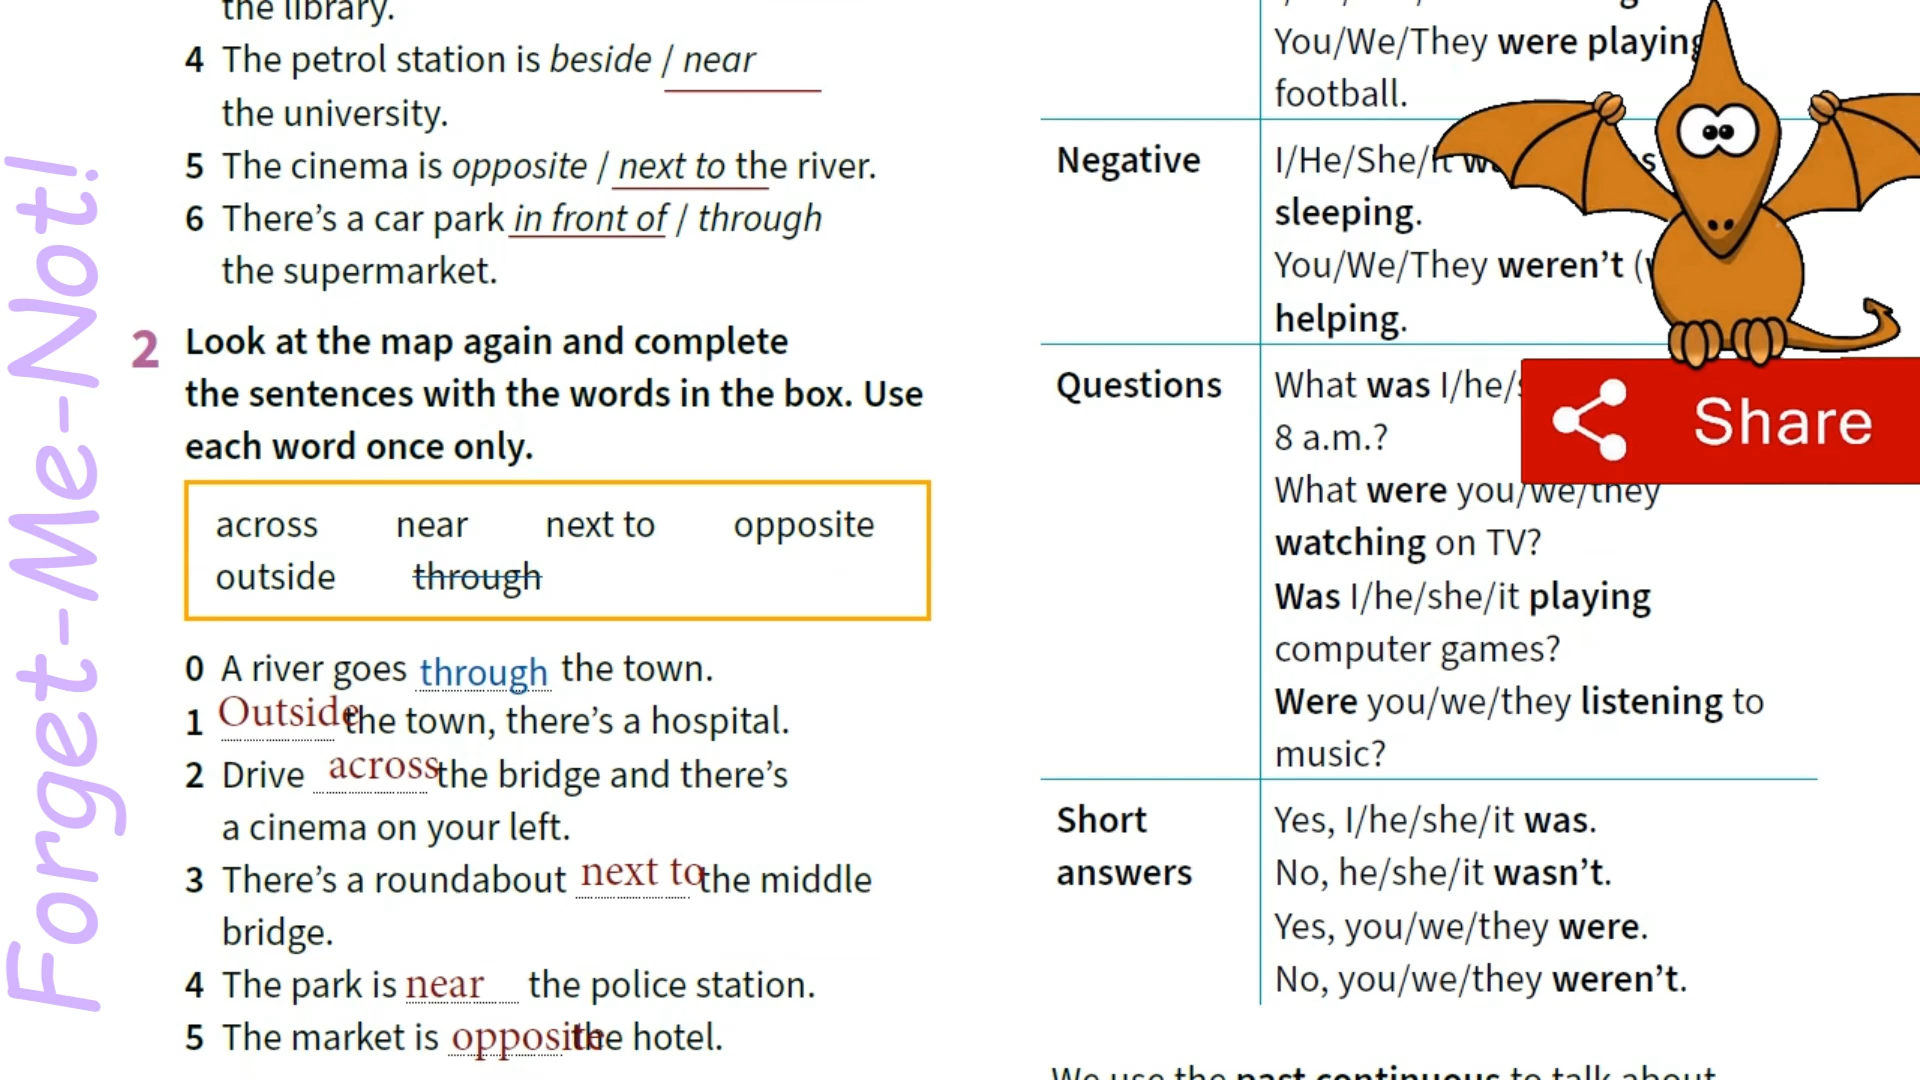 Forget-Me-Not!
the library.
4 The petrol station is beside / near
the university.
5 The cinema is opposite / next to the river.
6 There's a car park in front of / through
the supermarket.
2 Look at the map again and complete
the sentences with the words in the box. Use
each word once only.
across near next to opposite
outside through
0 A river goes through the town.
1 Outside the town, there's a hospital.
2 Drive across the bridge and there's
a cinema on your left.
3 There's a roundabout next to the middle
bridge.
4 The park is near the police station.
5 The market is opposite the hotel.
You/We/They were playing
football.
Negative I/He/She/It
sleeping.
You/We/They weren't (
helping.
Questions What was I/he/
8 a.m.?
What were you/we/they
watching on TV?
Was I/he/she/it playing
computer games?
Were you/we/they listening to
music?
Short
answers
Yes, I/he/she/it was.
No, he/she/it wasn't.
Yes, you/we/they were.
No, you/we/they weren't.
We use the past continuous to talk about
Share